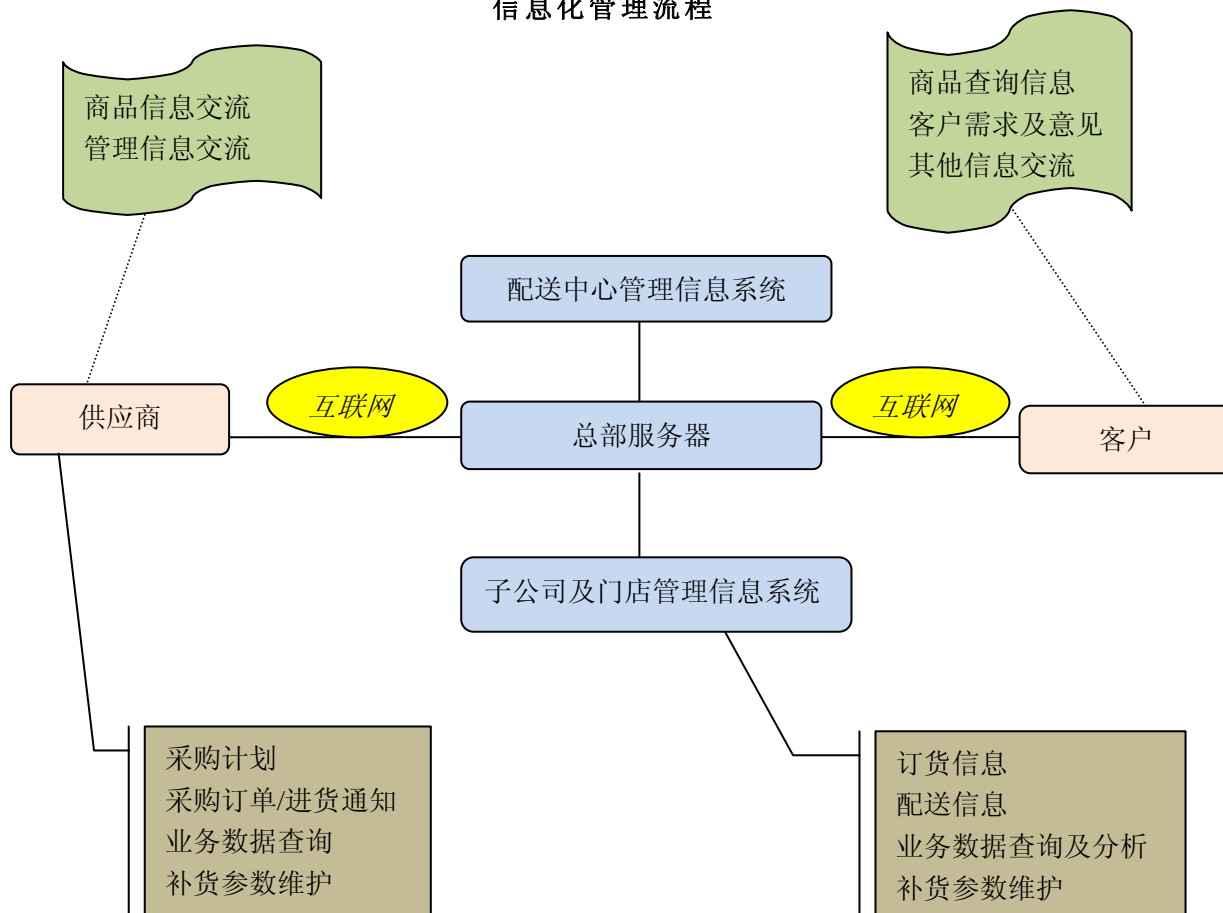 信息化管理流程
商品信息交流
管理信息交流
商品查询信息
客户需求及意见
其他信息交流
配送中心管理信息系统
供应商
互联网
总部服务器
互联网
客户
子公司及门店管理信息系统
采购计划
采购订单/进货通知
业务数据查询
补货参数维护
订货信息
配送信息
业务数据查询及分析
补货参数维护